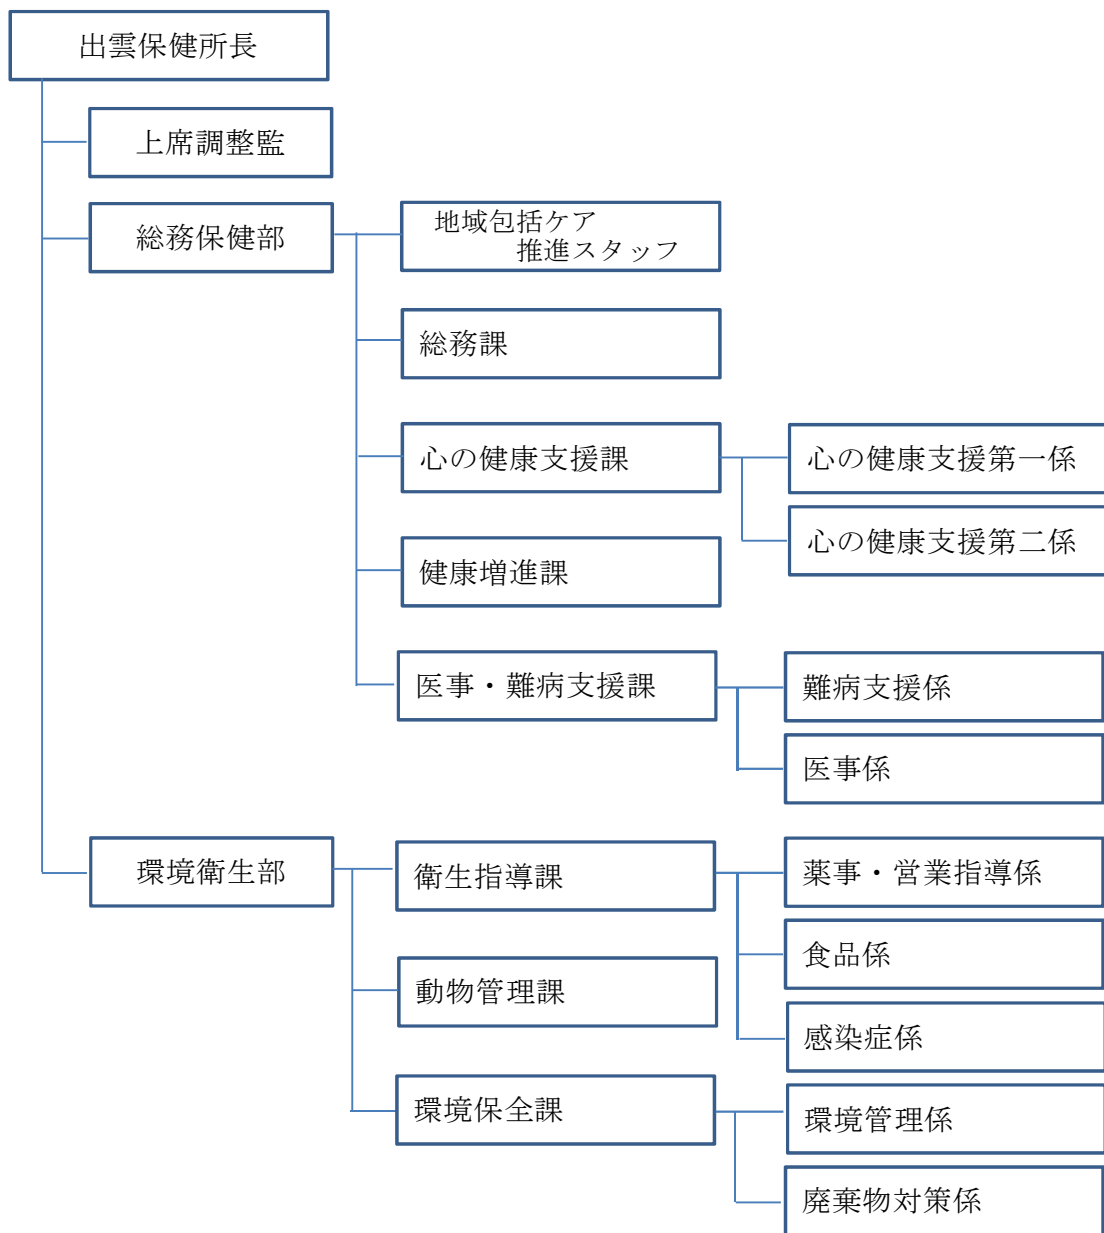 出雲保健所長
上席調整監
総務保健部
地域包括ケア
推進スタッフ
総務課
心の健康支援課
心の健康支援第一係
心の健康支援第二係
健康増進課
医事・難病支援課
難病支援係
医事係
環境衛生部
衛生指導課
薬事・営業指導係
食品係
感染症係
動物管理課
環境保全課
環境管理係
廃棄物対策係